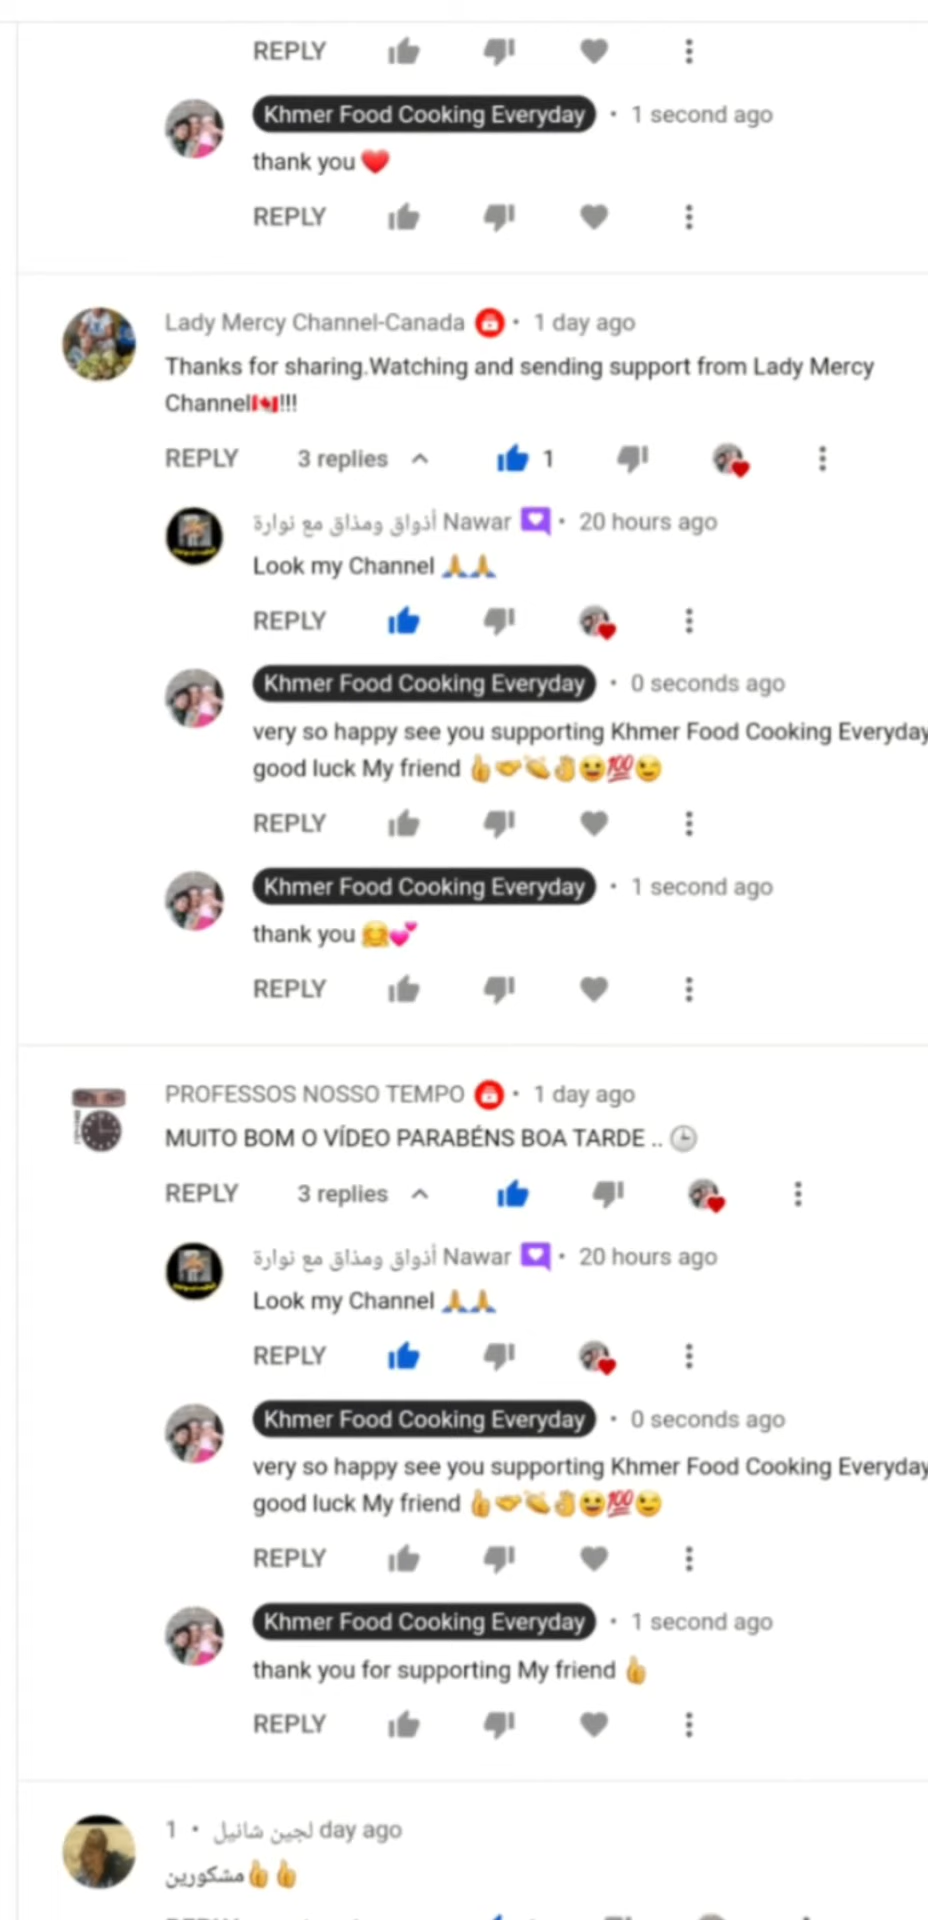 REPLY
Khmer Food Cooking Everyday • 1 second ago
thank you ❤️
REPLY
Lady Mercy Channel-Canada • 1 day ago
Thanks for sharing.Watching and sending support from Lady Mercy
Channel🇨🇦!!!
REPLY 3 replies 1
أذواق ومذاق مع نوارة Nawar • 20 hours ago
Look my Channel 🙏🙏
REPLY
Khmer Food Cooking Everyday • 0 seconds ago
very so happy see you supporting Khmer Food Cooking Everyday
good luck My friend 👍🤝👏👌😀💯😉
REPLY
Khmer Food Cooking Everyday • 1 second ago
thank you 🤗💕
REPLY
PROFESSOS NOSSO TEMPO • 1 day ago
MUITO BOM O VÍDEO PARABÉNS BOA TARDE .. 🕒
REPLY 3 replies
أذواق ومذاق مع نوارة Nawar • 20 hours ago
Look my Channel 🙏🙏
REPLY
Khmer Food Cooking Everyday • 0 seconds ago
very so happy see you supporting Khmer Food Cooking Everyday
good luck My friend 👍🤝👏👌😀💯😉
REPLY
Khmer Food Cooking Everyday • 1 second ago
thank you for supporting My friend 👍
REPLY
لجين شانيل • 1 day ago
مشكورين👍👍